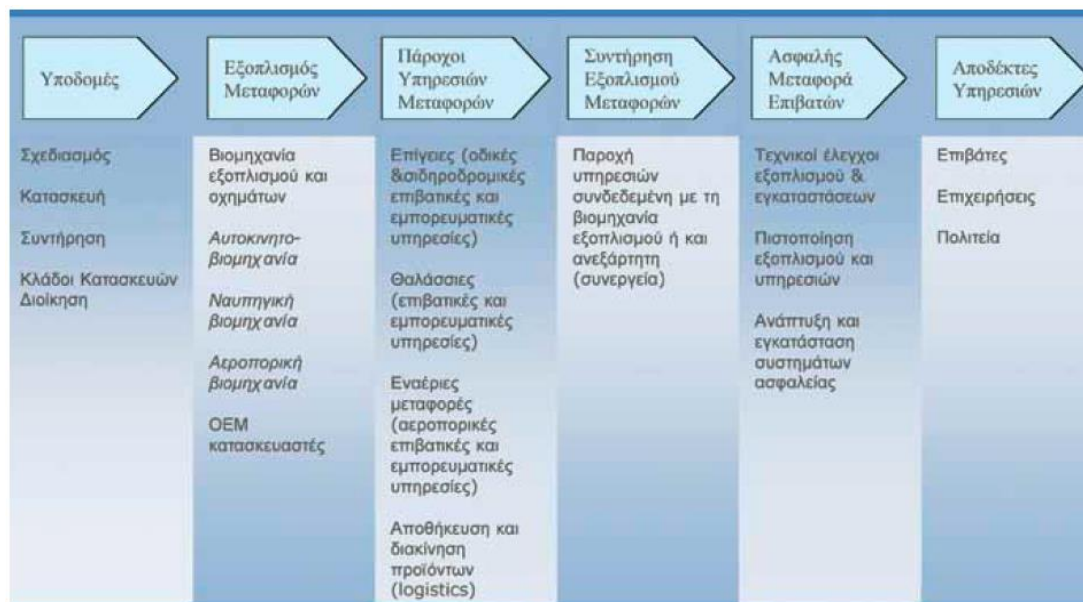 Υποδομές
Σχεδιασμός
Κατασκευή
Συντήρηση
Κλάδοι Κατασκευών
Διοίκηση
Εξοπλισμός
Μεταφορών
Βιομηχανία
εξοπλισμού και
οχημάτων
Αυτοκινητο-
βιομηχανία
Ναυπηγική
βιομηχανία
Αεροπορική
βιομηχανία
OEM
κατασκευαστές
Πάροχοι
Υπηρεσιών
Μεταφορών
Επίγειες (οδικές
&σιδηροδρομικές
επιβατικές και
εμπορευματικές
υπηρεσίες)
Θαλάσσιες
(επιβατικές και
εμπορευματικές
υπηρεσίες)
Εναέριες
μεταφορές
(αεροπορικές
επιβατικές και
εμπορευματικές
υπηρεσίες)
Αποθήκευση και
διακίνηση
προϊόντων
(logistics)
Συντήρηση
Εξοπλισμού
Μεταφορών
Παροχή
υπηρεσιών
συνδεδεμένη με τη
βιομηχανία
εξοπλισμού ή και
ανεξάρτητη
(συνεργεία)
Ασφαλής
Μεταφορά
Επιβατών
Τεχνικοί έλεγχοι
εξοπλισμού &
εγκαταστάσεων
Πιστοποίηση
εξοπλισμού και
υπηρεσιών
Ανάπτυξη και
εγκατάσταση
συστημάτων
ασφαλείας
Αποδέκτες
Υπηρεσιών
Επιβάτες
Επιχειρήσεις
Πολιτεία